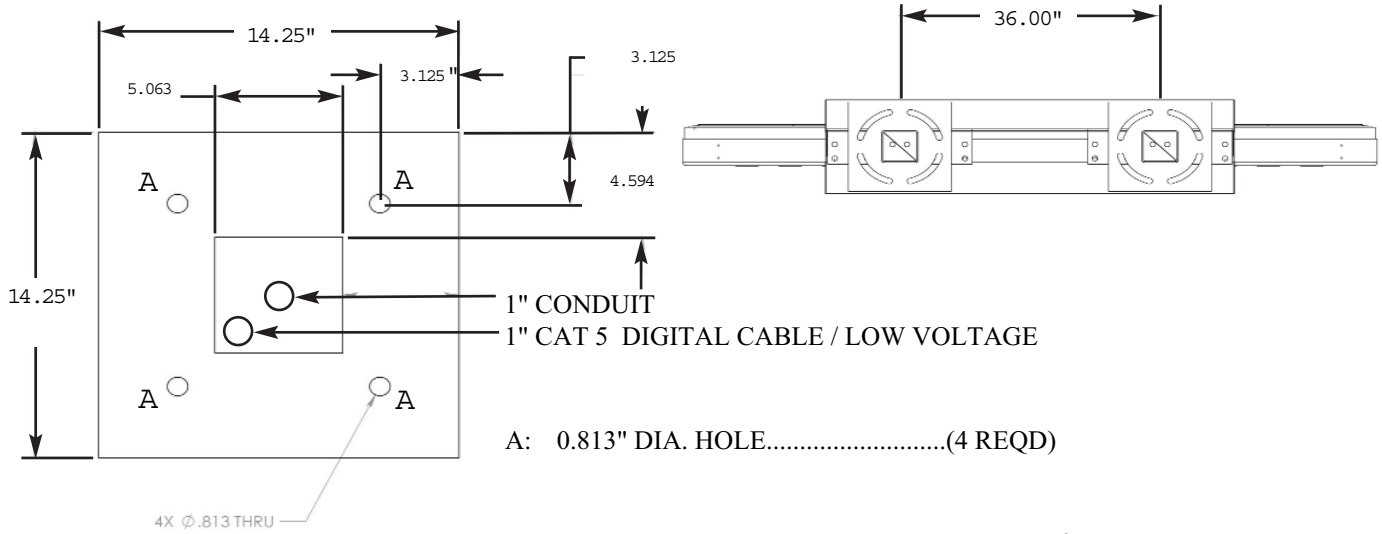 14.25"
36.00"
3.125"
3.125
5.063
A
A
4.594
14.25"
1" CONDUIT
1" CAT 5 DIGITAL CABLE / LOW VOLTAGE
A
A
A: 0.813" DIA. HOLE..........................(4 REQD)
4X Ø.813 THRU